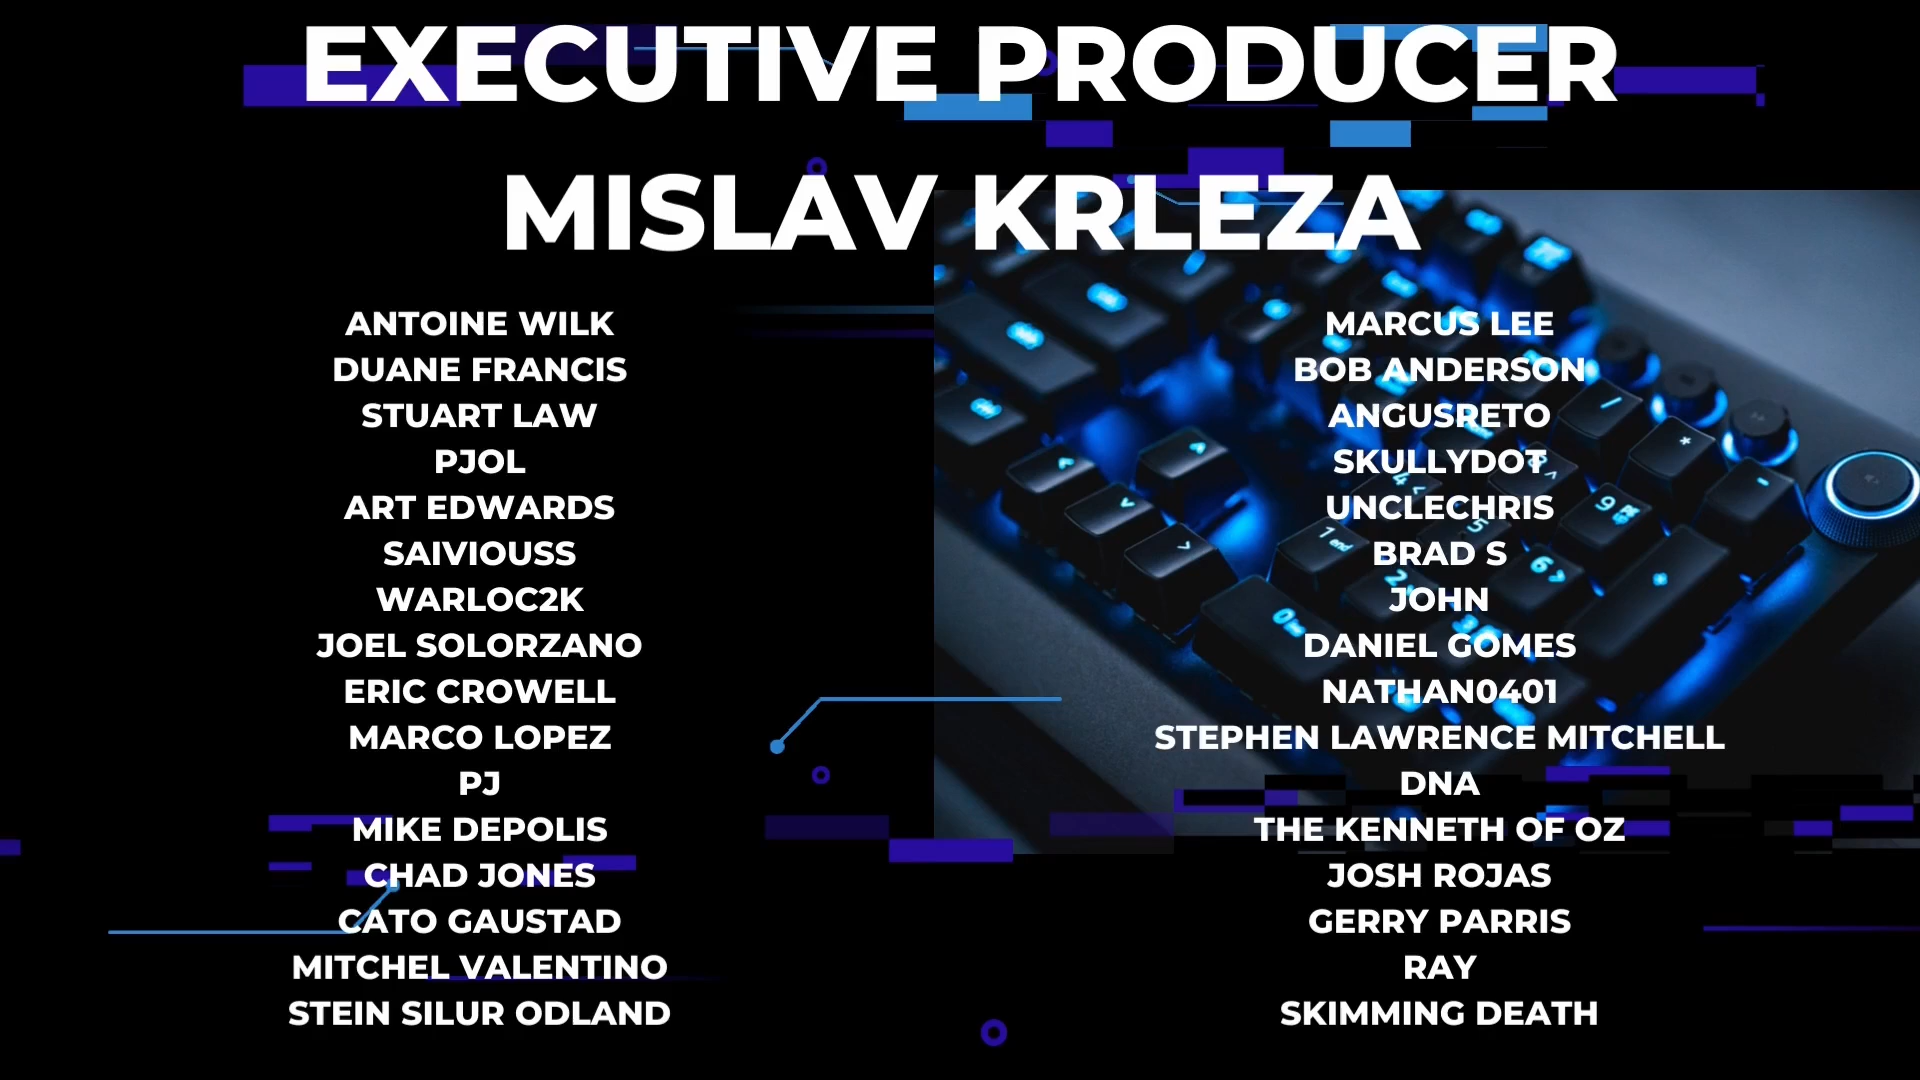 EXECUTIVE PRODUCER
MISLAV KRLEZA
ANTOINE WILK
DUANE FRANCIS
STUART LAW
PJOL
ART EDWARDS
SAIVIOUSS
WARLOC2K
JOEL SOLORZANO
ERIC CROWELL
MARCO LOPEZ
PJ
MIKE DEPOLIS
CHAD JONES
CATO GAUSTAD
MITCHEL VALENTINO
STEIN SILUR ODLAND
MARCUS LEE
BOB ANDERSON
ANGUSRETO
SKULLYDOT
UNCLECHRIS
BRAD S
JOHN
DANIEL GOMES
NATHAN0401
STEPHEN LAWRENCE MITCHELL
DNA
THE KENNETH OF OZ
JOSH ROJAS
GERRY PARRIS
RAY
SKIMMING DEATH